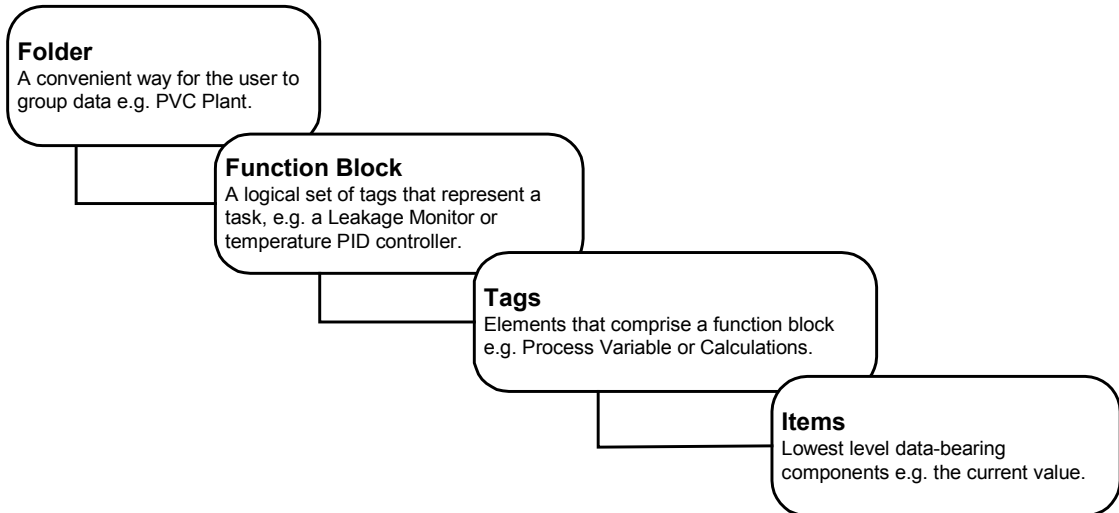 Folder
A convenient way for the user to
group data e.g. PVC Plant.
Function Block
A logical set of tags that represent a
task, e.g. a Leakage Monitor or
temperature PID controller.
Tags
Elements that comprise a function block
e.g. Process Variable or Calculations.
Items
Lowest level data-bearing
components e.g. the current value.